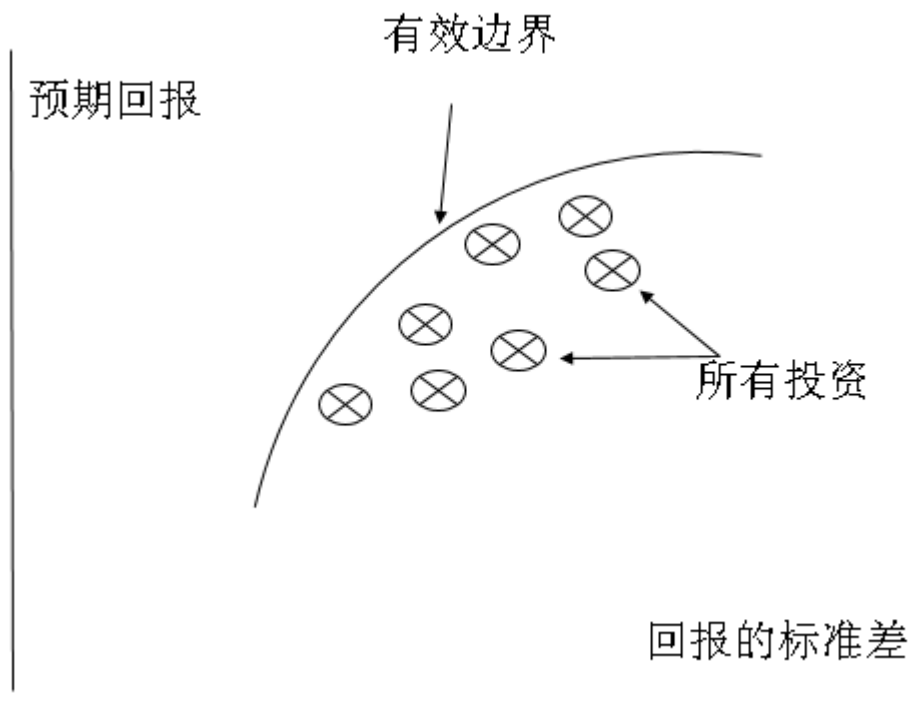 有效边界
预期回报
所有投资
回报的标准差